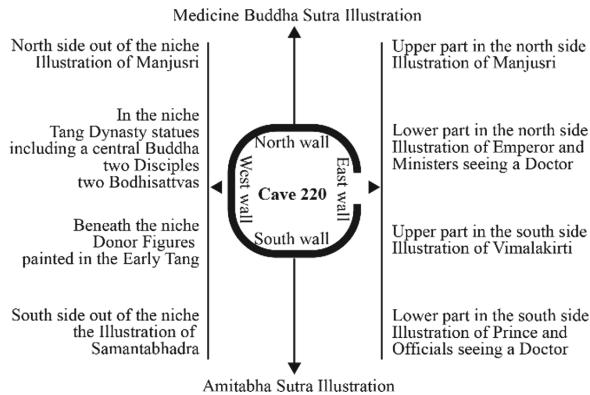 Medicine Buddha Sutra Illustration
North side out of the niche
Illustration of Manjusri
In the niche
Tang Dynasty statues
including a central Buddha
two Disciples
two Bodhisattvas
Beneath the niche
Donor Figures
painted in the Early Tang
South side out of the niche
the Illustration of
Samantabhadra
North wall
West wall
Cave 220
East wall
South wall
Upper part in the north side
Illustration of Manjusri
Lower part in the north side
Illustration of Emperor and
Ministers seeing a Doctor
Upper part in the south side
Illustration of Vimalakirti
Lower part in the south side
Illustration of Prince and
Officials seeing a Doctor
Amitabha Sutra Illustration